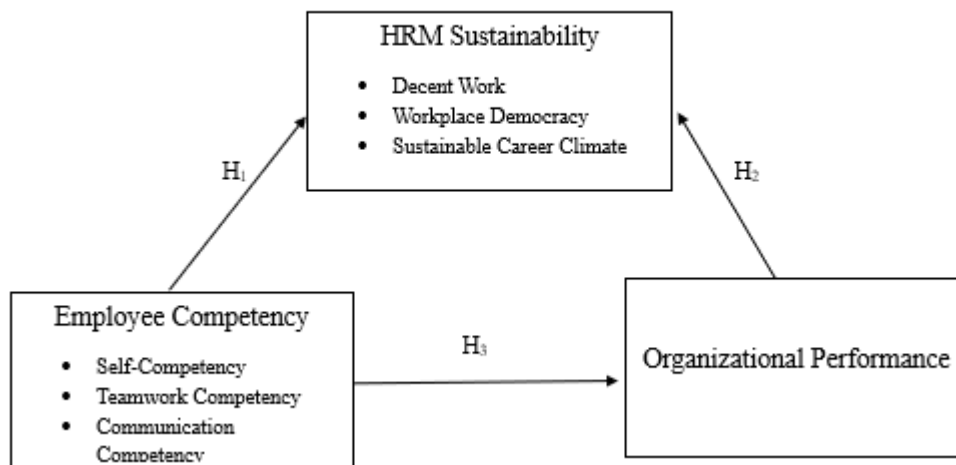 HRM Sustainability
• Decent Work
• Workplace Democracy
• Sustainable Career Climate
H₁
H₂
Employee Competency
• Self-Competency
• Teamwork Competency
• Communication
Competency
H₃
Organizational Performance